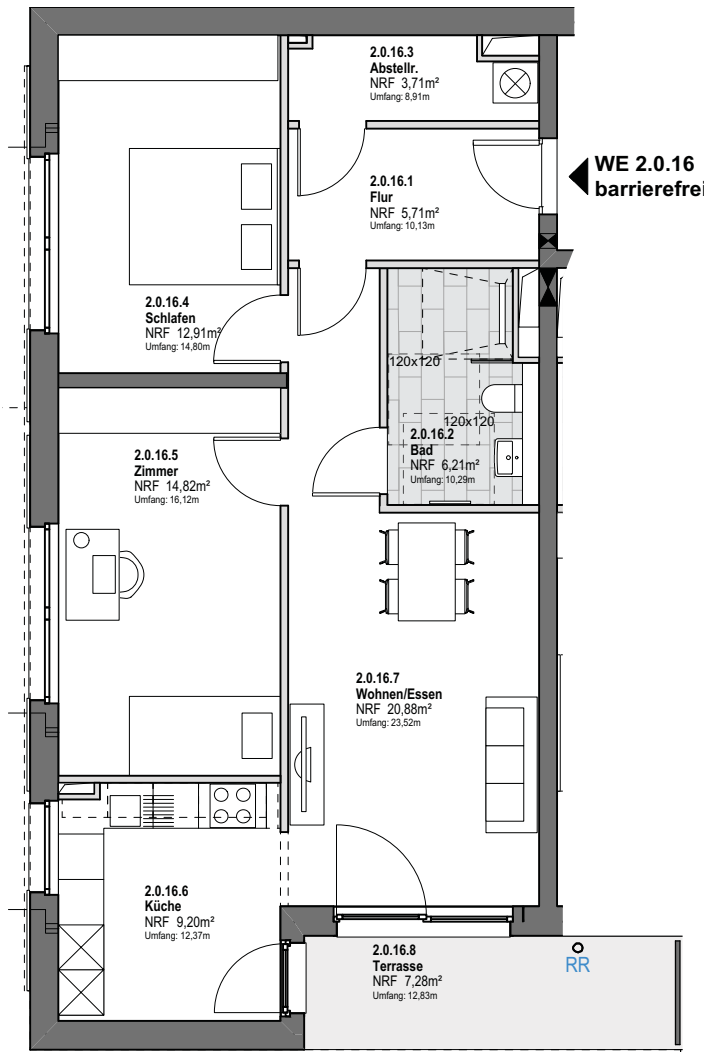 2.0.16.3
Abstellr.
NRF 3,71m²
Umfang: 8,91m
WE 2.0.16
barrierefrei
2.0.16.1
Flur
NRF 5,71m²
Umfang: 10,13m
2.0.16.4
Schlafen
NRF 12,91m²
Umfang: 14,80m
120x120
120x120
2.0.16.2
Bad
NRF 6,21m²
Umfang: 10,29m
2.0.16.5
Zimmer
NRF 14,82m²
Umfang: 16,12m
2.0.16.7
Wohnen/Essen
NRF 20,88m²
Umfang: 23,52m
2.0.16.6
Küche
NRF 9,20m²
Umfang: 12,37m
2.0.16.8
Terrasse
NRF 7,28m²
Umfang: 12,83m
RR